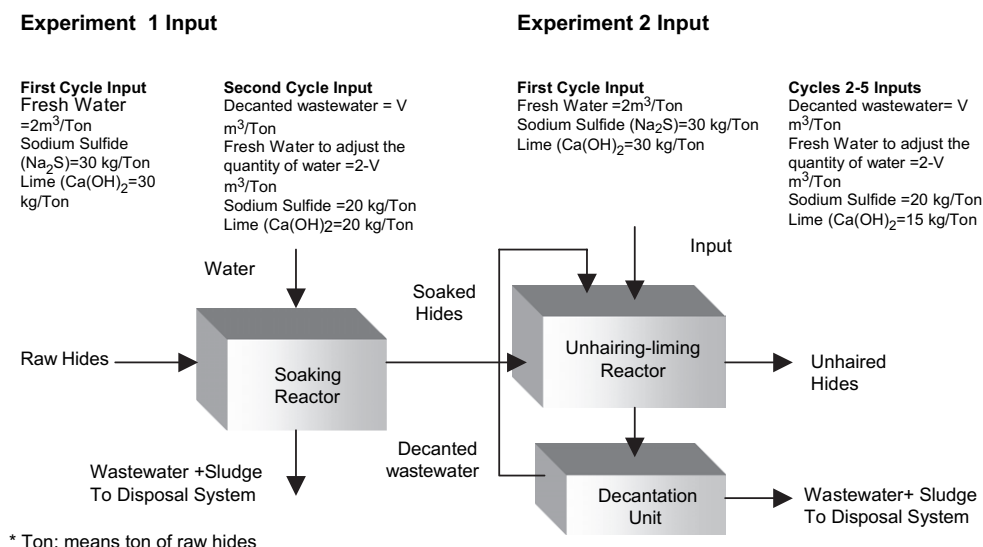 Experiment 1 Input
Experiment 2 Input
First Cycle Input
Fresh Water
=2m³/Ton
Sodium Sulfide
(Na₂S)=30 kg/Ton
Lime (Ca(OH)₂=30
kg/Ton
Second Cycle Input
Decanted wastewater = V
m³/Ton
Fresh Water to adjust the
quantity of water =2-V
m³/Ton
Sodium Sulfide =20 kg/Ton
Lime (Ca(OH)2=20 kg/Ton
First Cycle Input
Fresh Water =2m³/Ton
Sodium Sulfide (Na₂S)=30 kg/Ton
Lime (Ca(OH)₂=30 kg/Ton
Cycles 2-5 Inputs
Decanted wastewater= V
m³/Ton
Fresh Water to adjust the
quantity of water =2-V
m³/Ton
Sodium Sulfide =20 kg/Ton
Lime (Ca(OH)₂=15 kg/Ton
Water
Input
Soaked
Hides
Raw Hides
Soaking
Reactor
Unhairing-liming
Reactor
Unhaired
Hides
Decanted
wastewater
Wastewater +Sludge
To Disposal System
Decantation
Unit
Wastewater+ Sludge
To Disposal System
* Ton: means ton of raw hides